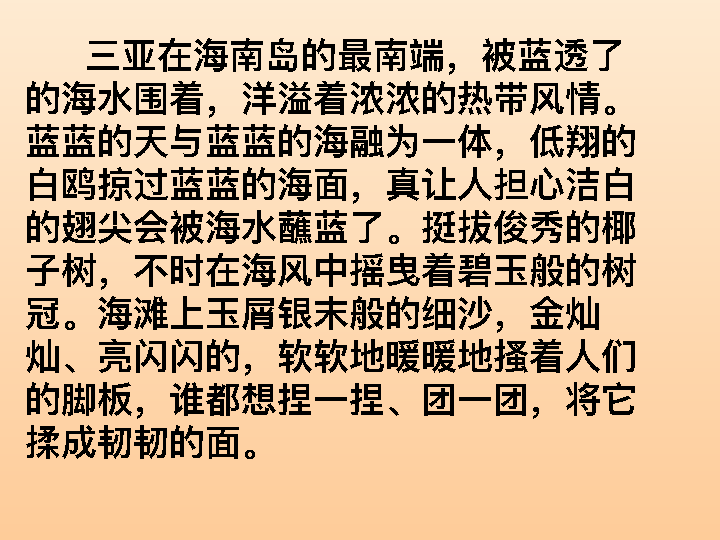 三亚在海南岛的最南端，被蓝透了
的海水围着，洋溢着浓浓的热带风情。
蓝蓝的天与蓝蓝的海融为一体，低翔的
白鸥掠过蓝蓝的海面，真让人担心洁白
的翅尖会被海水蘸蓝了。挺拔俊秀的椰
子树，不时在海风中摇曳着碧玉般的树
冠。海滩上玉屑银末般的细沙，金灿
灿、亮闪闪的，软软地暖暖地搔着人们
的脚板，谁都想捏一捏、团一团，将它
揉成韧韧的面。